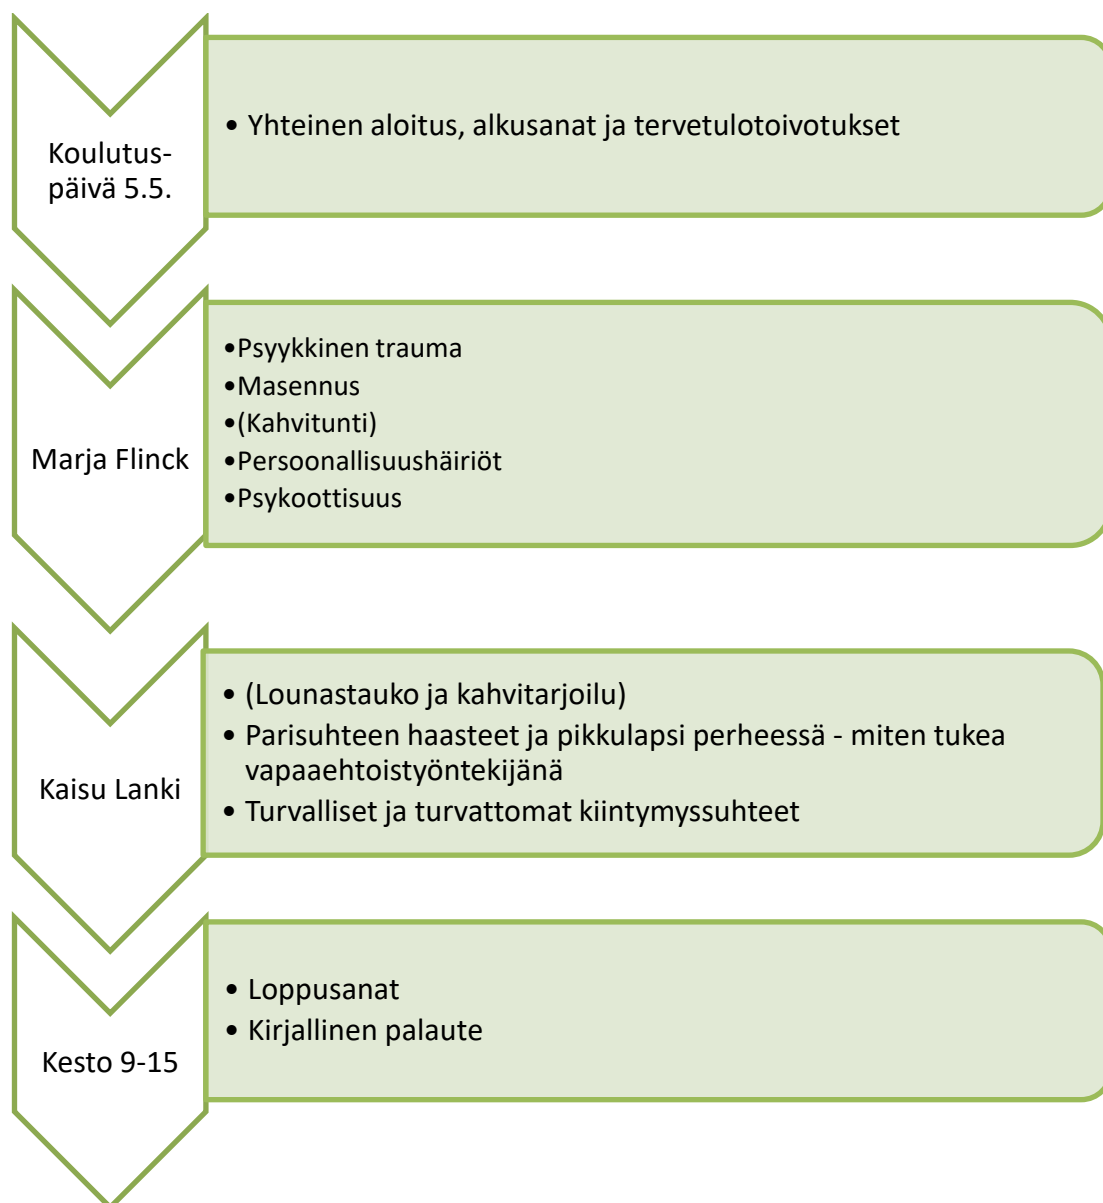 Koulutus-
päivä 5.5.
• Yhteinen aloitus, alkusanat ja tervetulotoivotukset
Marja Flinck
•Psyykkinen trauma
•Masennus
•(Kahvitunti)
•Persoonallisuushäiriöt
•Psykoottisuus
Kaisu Lanki
• (Lounastauko ja kahvitarjoilu)
• Parisuhteen haasteet ja pikkulapsi perheessä - miten tukea
vapaaehtoistyöntekijänä
• Turvalliset ja turvattomat kiintymyssuhteet
Kesto 9-15
• Loppusanat
• Kirjallinen palaute